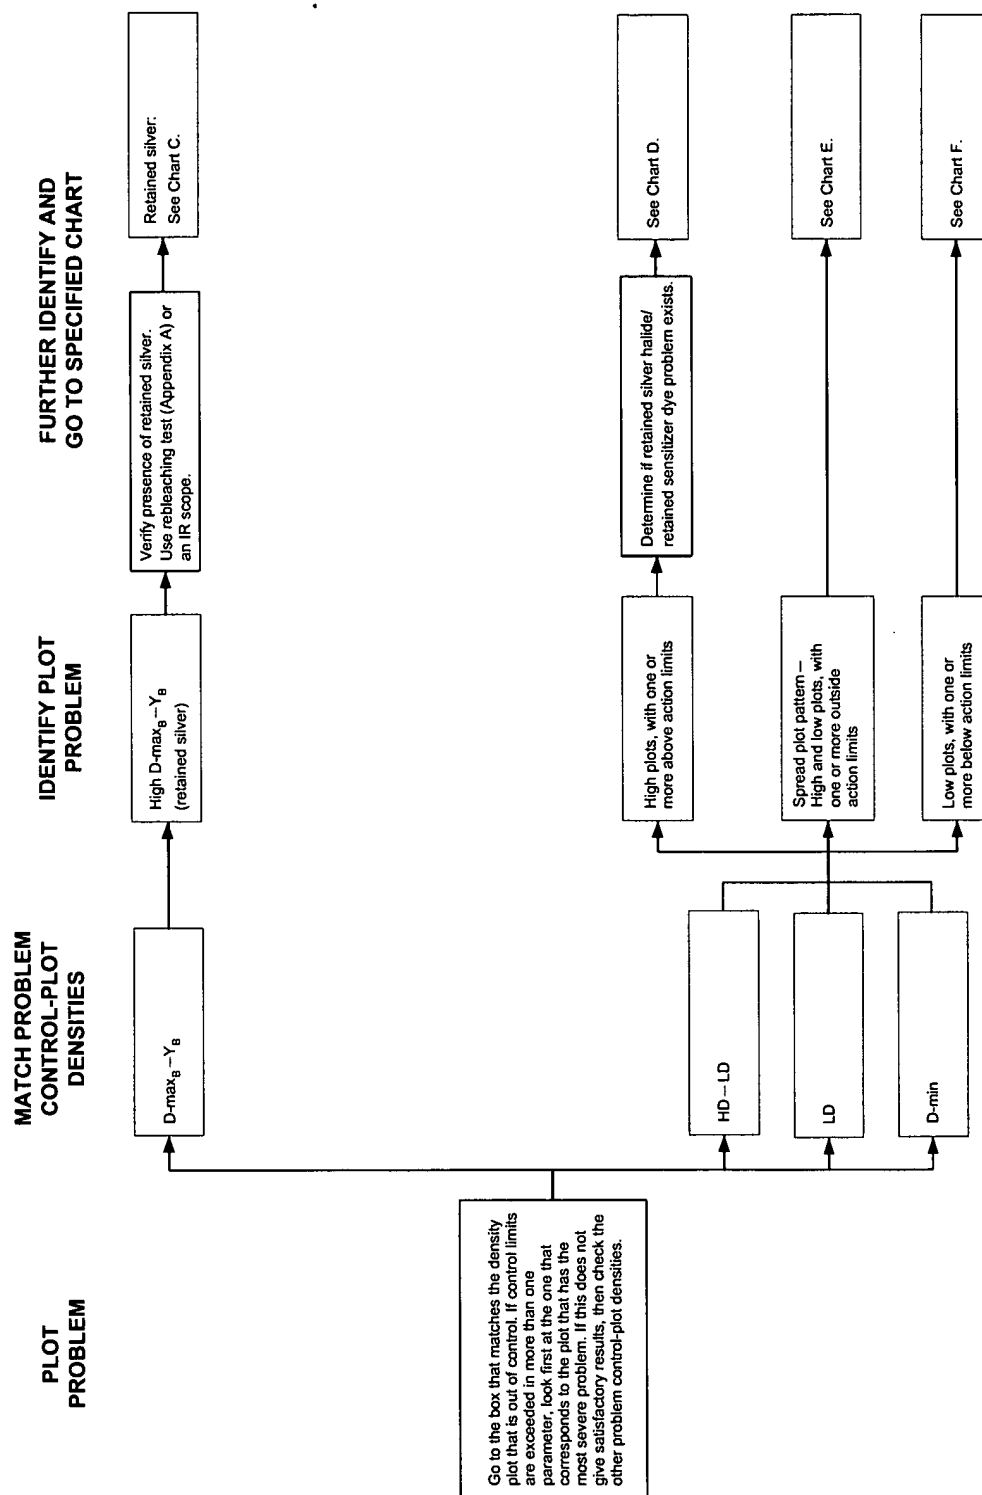 PLOT
PROBLEM
MATCH PROBLEM
CONTROL-PLOT
DENSITIES
IDENTIFY PLOT
PROBLEM
FURTHER IDENTIFY AND
GO TO SPECIFIED CHART
Go to the box that matches the density
plot that is out of control. If control limits
are exceeded in more than one
parameter, look first at the one that
corresponds to the plot that has the
most severe problem. If this does not
give satisfactory results, then check the
other problem control-plot densities.
D-maxB – YB
High D-maxB – YB
(retained silver)
Verify presence of retained silver.
Use rebleaching test (Appendix A) or
an IR scope.
Retained silver:
See Chart C.
HD – LD
LD
D-min
High plots, with one or
more above action limits
Determine if retained silver halide/
retained sensitizer dye problem exists.
See Chart D.
Spread plot pattern –
High and low plots, with
one or more outside
action limits
See Chart E.
Low plots, with one or
more below action limits
See Chart F.